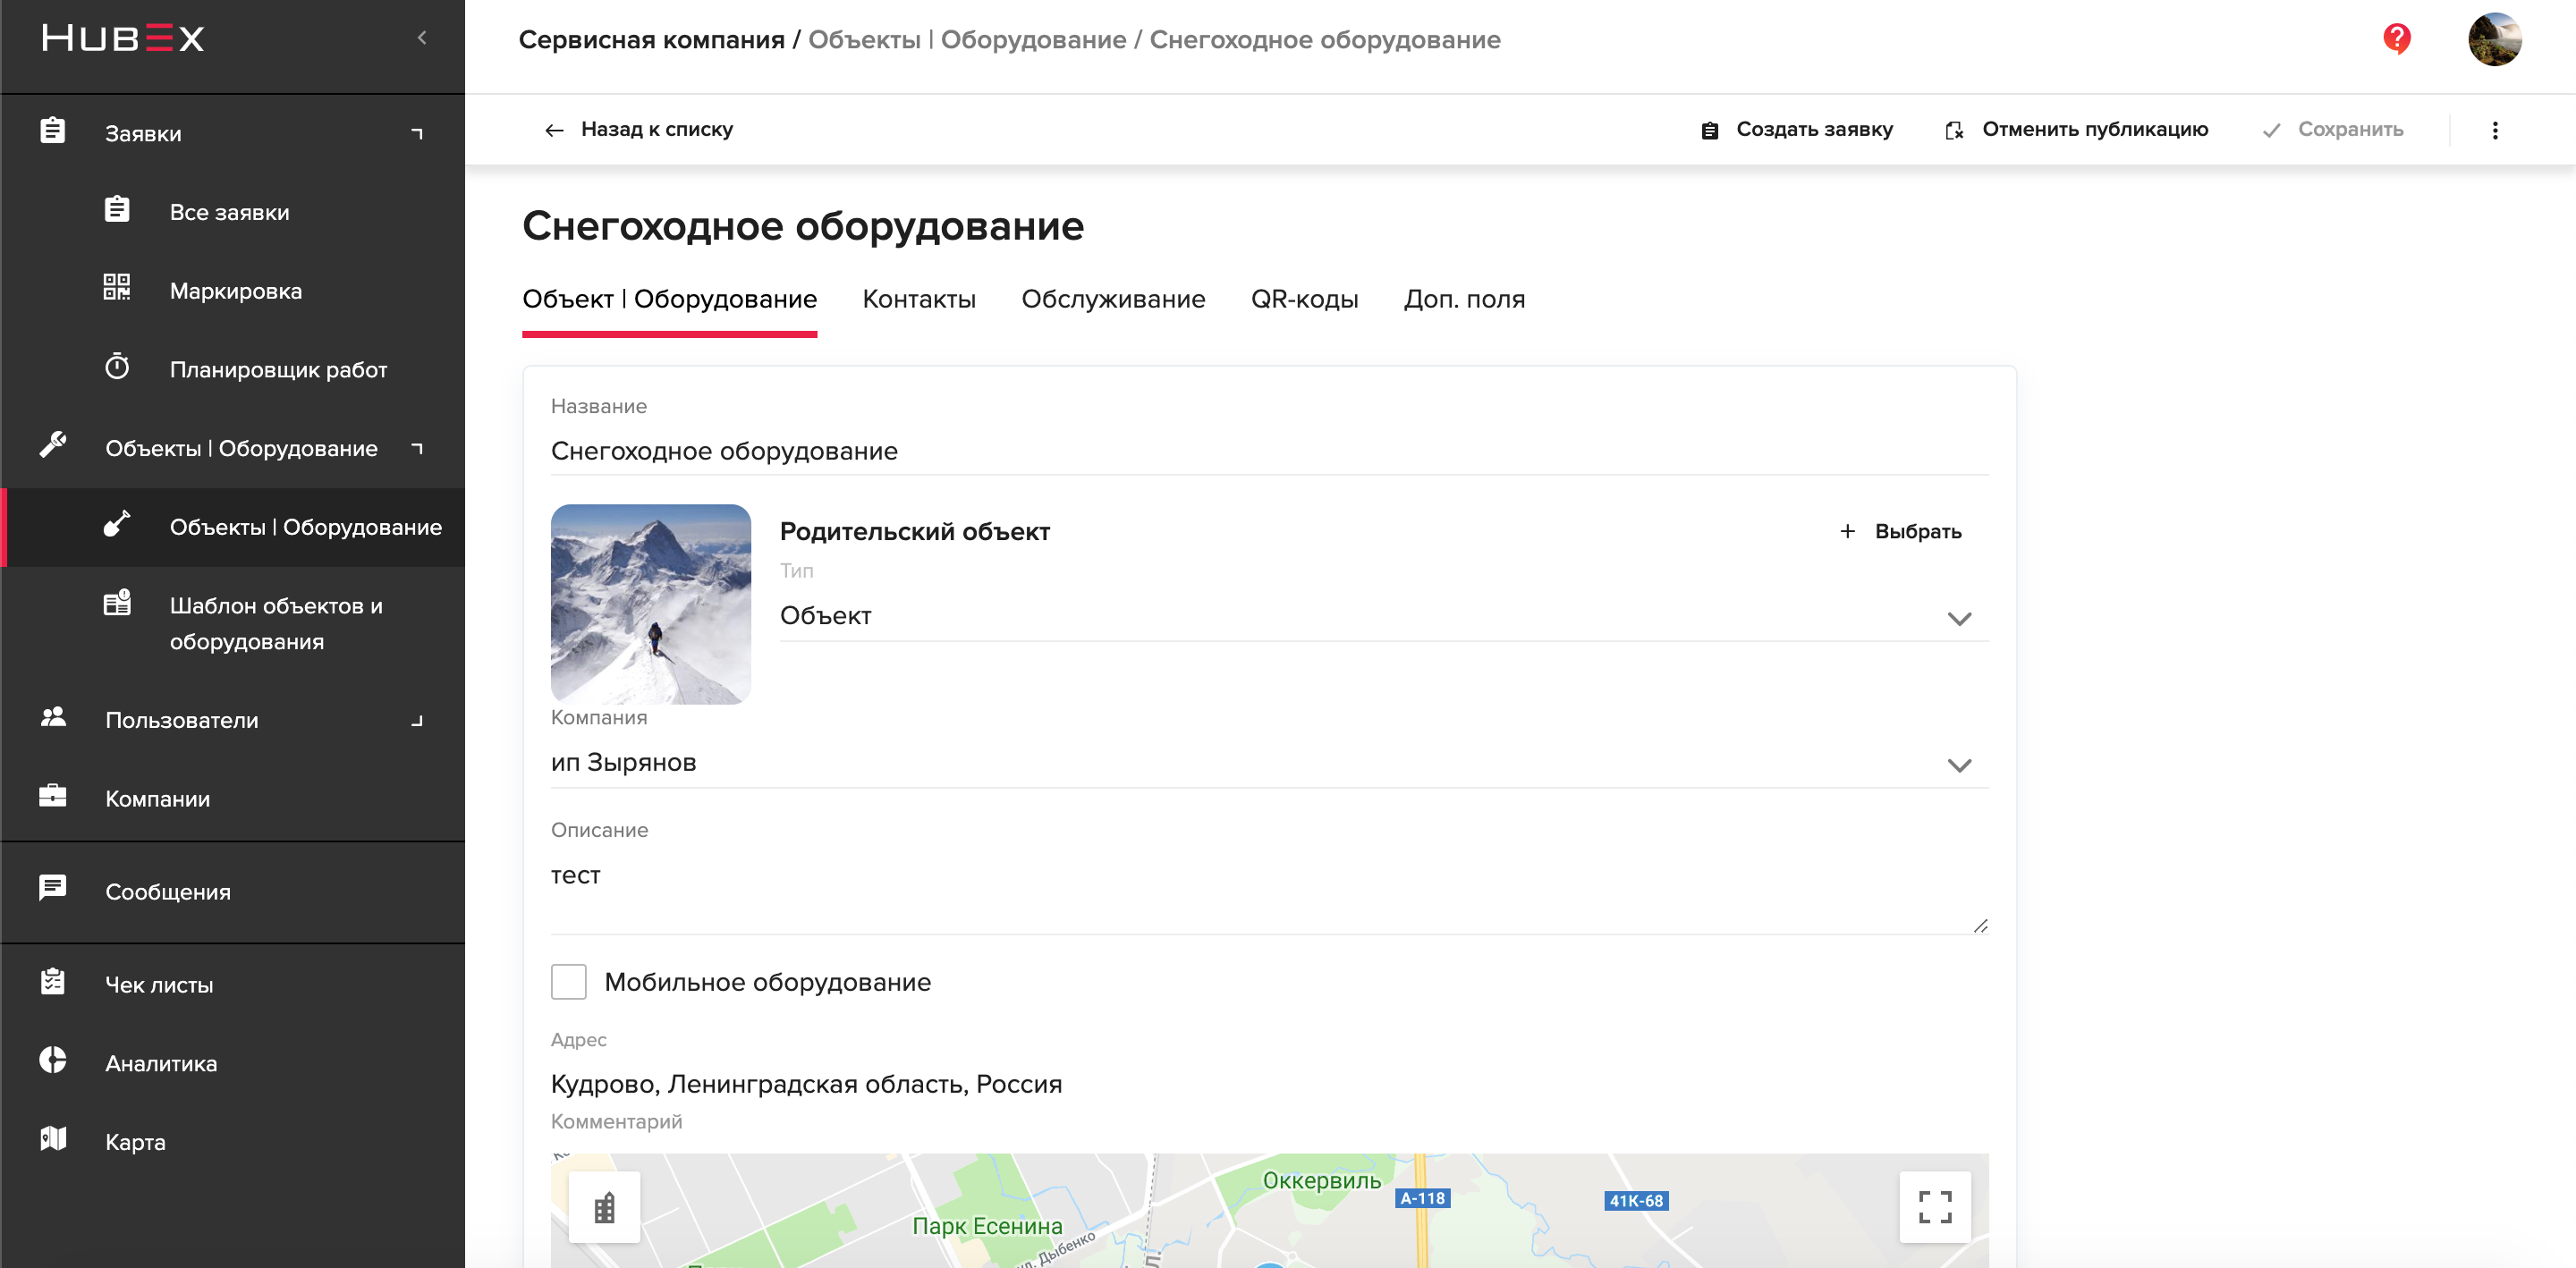 HUBEX
Сервисная компания / Объекты | Оборудование / Снегоходное оборудование
?
Заявки
Все заявки
Маркировка
Планировщик работ
Объекты | Оборудование
Объекты | Оборудование
Шаблон объектов и
оборудования
Пользователи
Компании
Сообщения
Чек листы
Аналитика
Карта
Назад к списку
Создать заявку
Отменить публикацию
Сохранить
Снегоходное оборудование
Объект | Оборудование
Контакты
Обслуживание
QR-коды
Доп. поля
Название
Снегоходное оборудование
Родительский объект
+ Выбрать
Тип
Объект
Компания
ип Зырянов
Описание
тест
Мобильное оборудование
Адрес
Кудрово, Ленинградская область, Россия
Комментарий
Оккервиль
А-118
41К-68
Парк Есенина
ул. Дыбенко